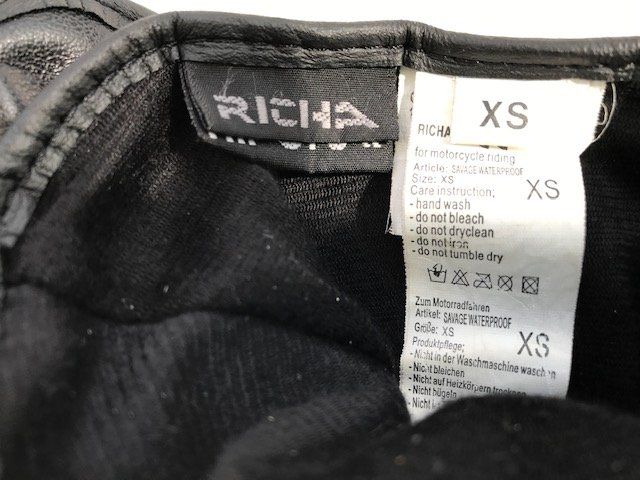 RICHA
XS
RICHA
for motorcycle riding
Article: SAVAGE WATERPROOF
Size: XS
XS
Care instruction;
- hand wash
- do not bleach
- do not dryclean
- do not iron
- do not tumble dry
Zum Motorradfahren
Artikel: SAVAGE WATERPROOF
Größe: XS
XS
Produktpflege;
- Nicht in der Waschmaschine waschen
- Nicht bleichen
- Nicht auf Heizkörpern trocknen
- Nicht bügeln
- Nicht